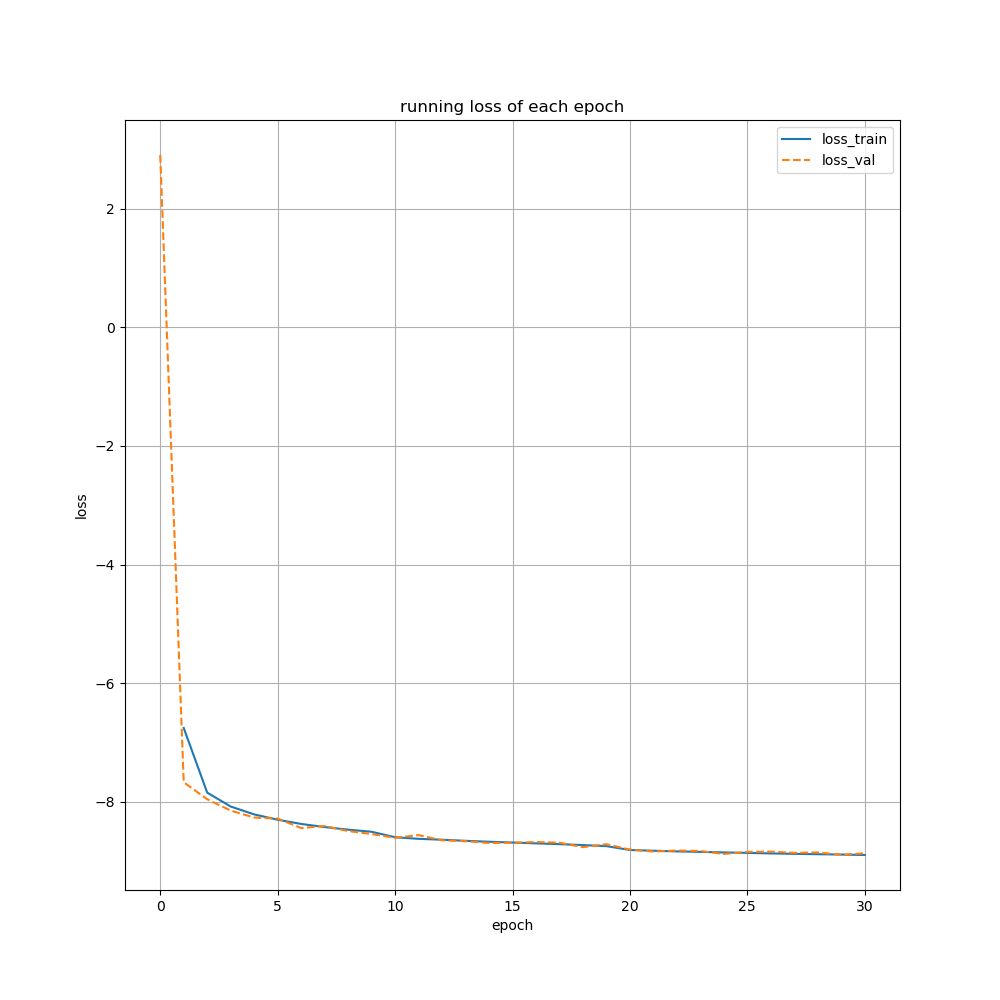 running loss of each epoch
loss_train
loss_val
2
0
−2
−4
−6
−8
loss
0 5 10 15 20 25 30
epoch